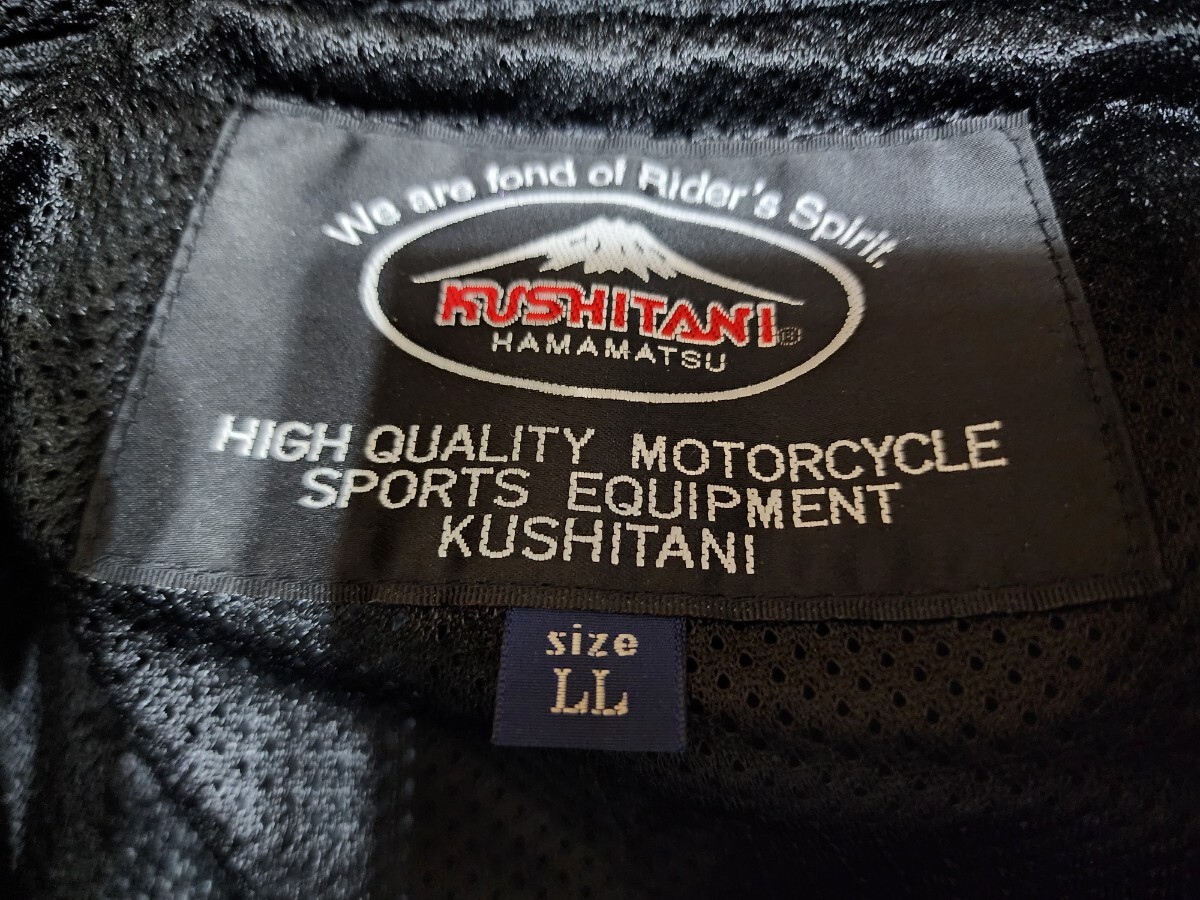 We are fond of Rider's Spirit.
KUSHITANI®
HAMAMATSU
HIGH QUALITY MOTORCYCLE
SPORTS EQUIPMENT
KUSHITANI
size
LL